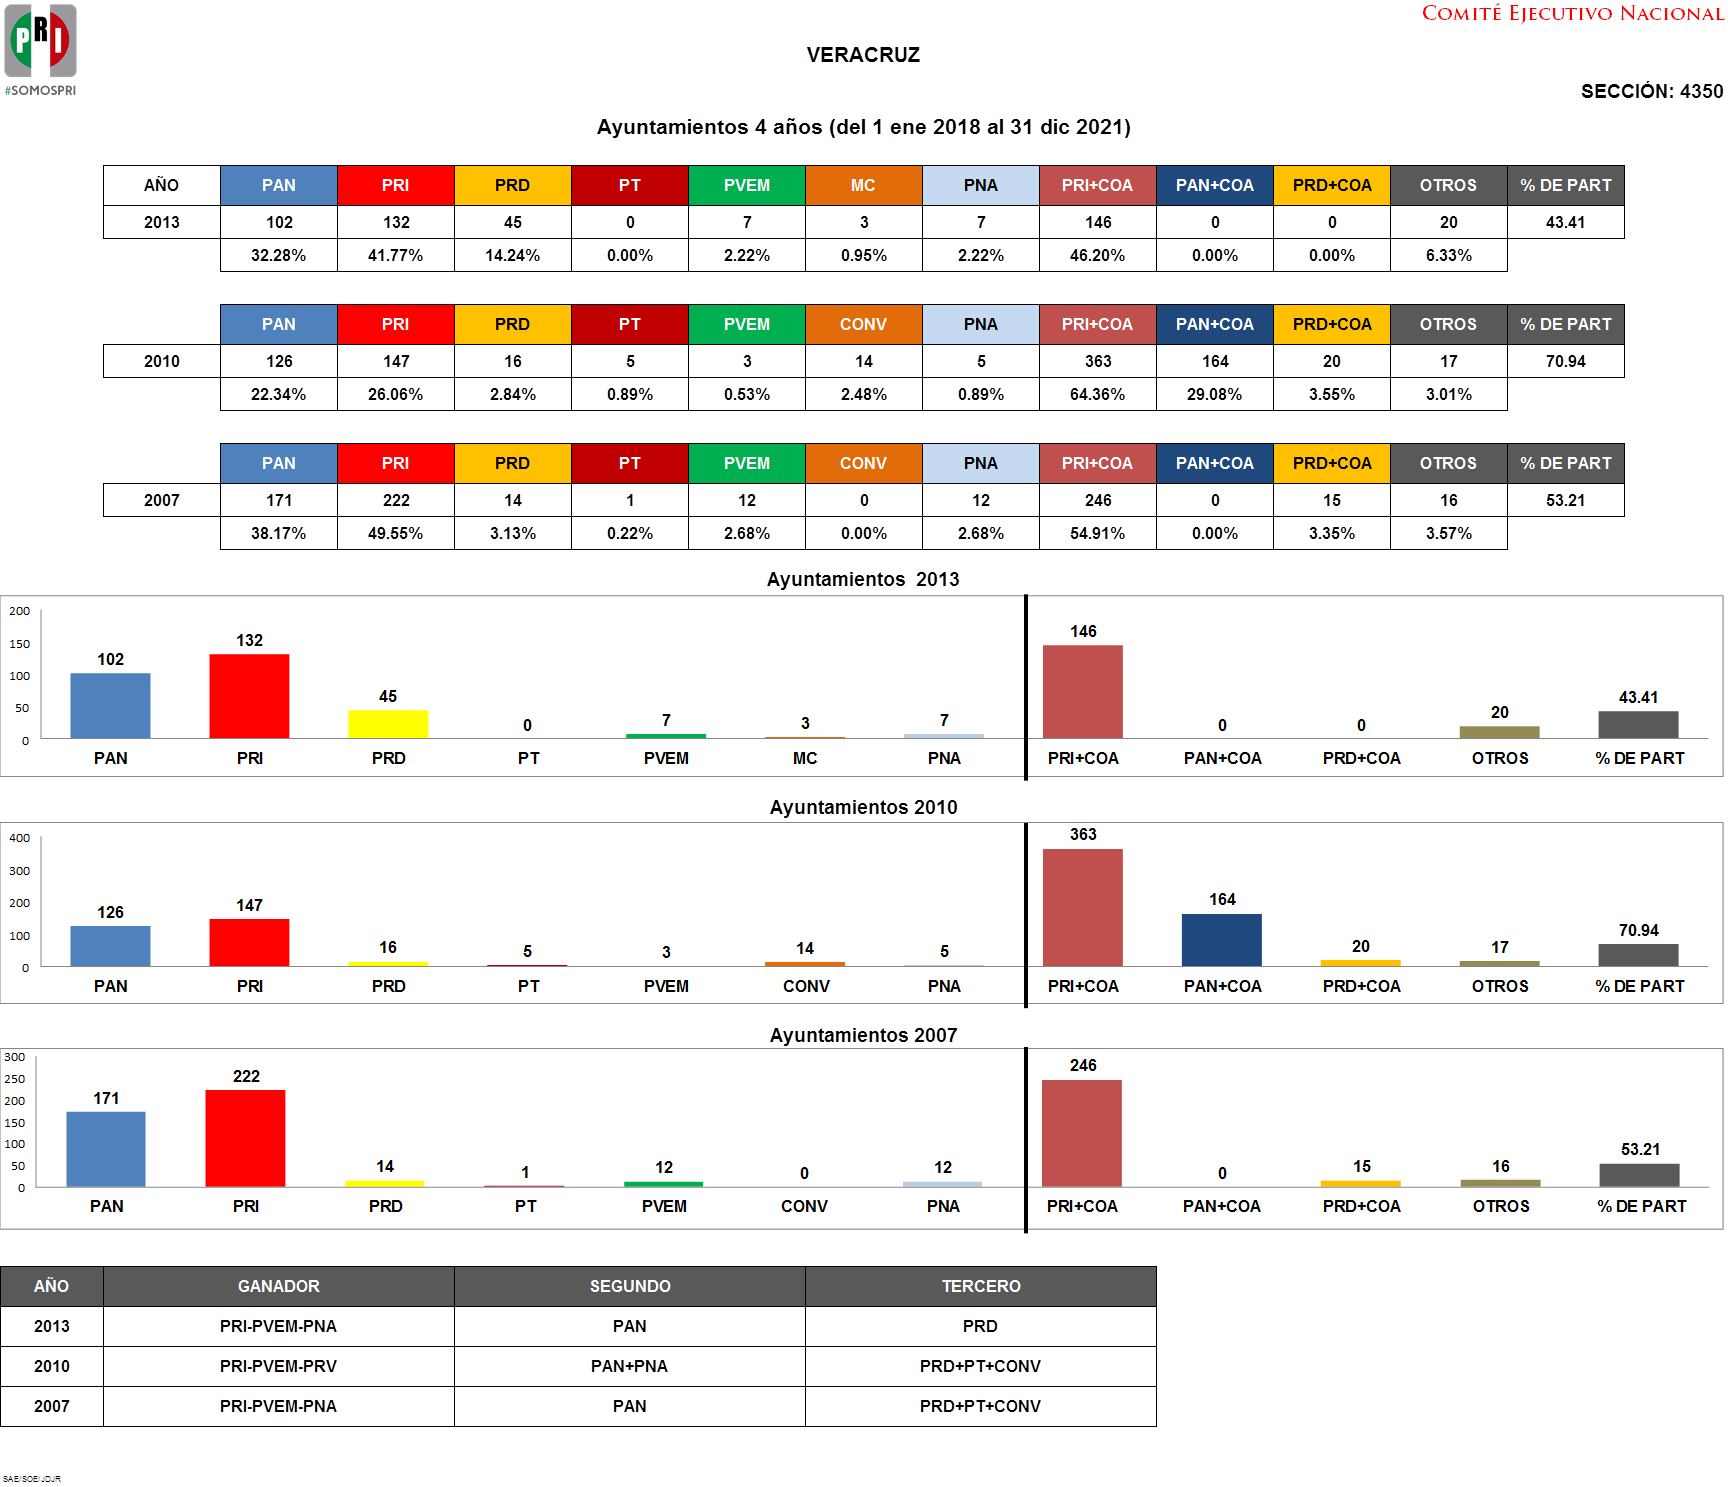 COMITÉ EJECUTIVO NACIONAL
PRI
#SOMOSPRI
VERACRUZ
SECCIÓN: 4350
Ayuntamientos 4 años (del 1 ene 2018 al 31 dic 2021)
AÑO PAN PRI PRD PT PVEM MC PNA PRI+COA PAN+COA PRD+COA OTROS % DE PART
2013 102 132 45 0 7 3 7 146 0 0 20 43.41
32.28% 41.77% 14.24% 0.00% 2.22% 0.95% 2.22% 46.20% 0.00% 0.00% 6.33%
PAN PRI PRD PT PVEM CONV PNA PRI+COA PAN+COA PRD+COA OTROS % DE PART
2010 126 147 16 5 3 14 5 363 164 20 17 70.94
22.34% 26.06% 2.84% 0.89% 0.53% 2.48% 0.89% 64.36% 29.08% 3.55% 3.01%
PAN PRI PRD PT PVEM CONV PNA PRI+COA PAN+COA PRD+COA OTROS % DE PART
2007 171 222 14 1 12 0 12 246 0 15 16 53.21
38.17% 49.55% 3.13% 0.22% 2.68% 0.00% 2.68% 54.91% 0.00% 3.35% 3.57%
Ayuntamientos 2013
200
150
100
50
0
102 132 45 0 7 3 7 146 0 0 20 43.41
PAN PRI PRD PT PVEM MC PNA PRI+COA PAN+COA PRD+COA OTROS % DE PART
Ayuntamientos 2010
400
300
200
100
0
126 147 16 5 3 14 5 363 164 20 17 70.94
PAN PRI PRD PT PVEM CONV PNA PRI+COA PAN+COA PRD+COA OTROS % DE PART
Ayuntamientos 2007
300
250
200
150
100
50
0
171 222 14 1 12 0 12 246 0 15 16 53.21
PAN PRI PRD PT PVEM CONV PNA PRI+COA PAN+COA PRD+COA OTROS % DE PART
AÑO GANADOR SEGUNDO TERCERO
2013 PRI-PVEM-PNA PAN PRD
2010 PRI-PVEM-PRV PAN+PNA PRD+PT+CONV
2007 PRI-PVEM-PNA PAN PRD+PT+CONV
SAE/SOE/JDJR